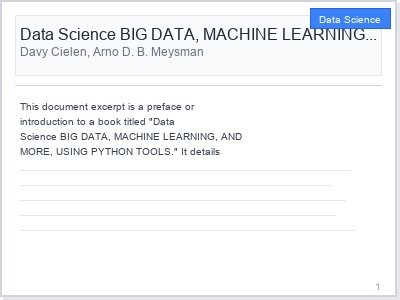 Data Science
Data Science BIG DATA, MACHINE LEARNING...
Davy Cielen, Arno D. B. Meysman
This document excerpt is a preface or
introduction to a book titled "Data
Science BIG DATA, MACHINE LEARNING, AND
MORE, USING PYTHON TOOLS." It details
1